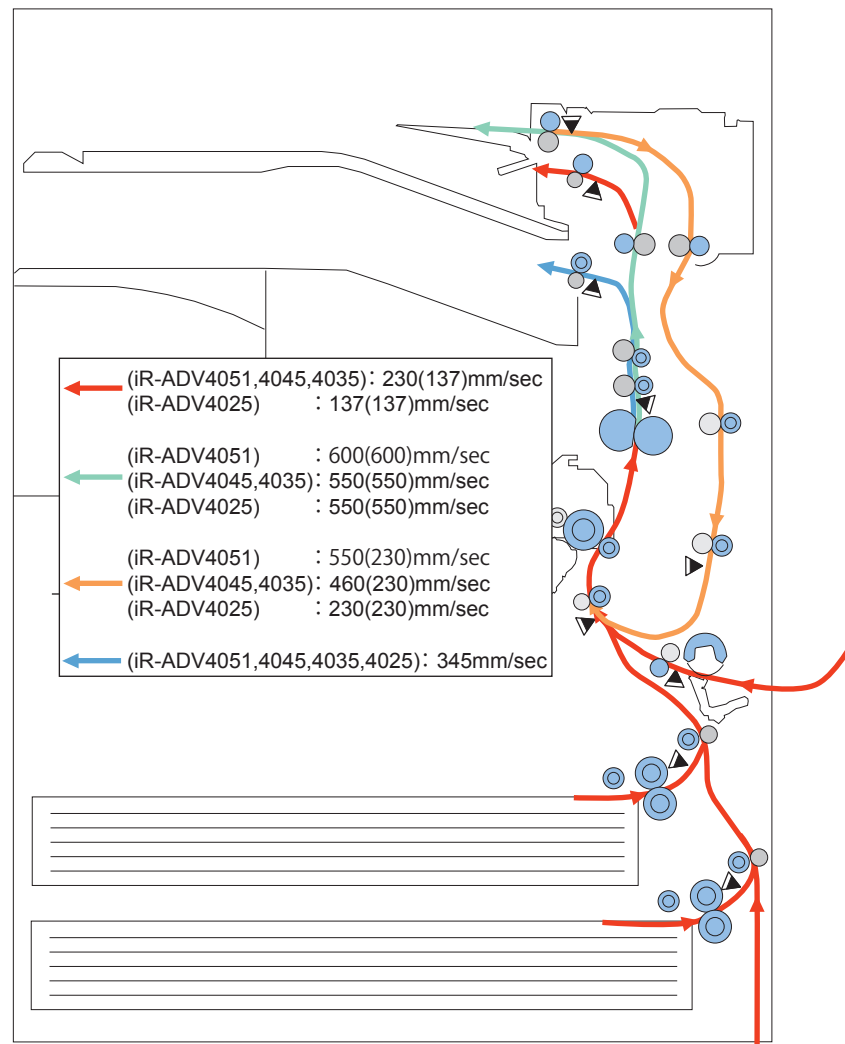 (iR-ADV4051,4045,4035): 230(137)mm/sec
(iR-ADV4025) : 137(137)mm/sec
(iR-ADV4051) : 600(600)mm/sec
(iR-ADV4045,4035): 550(550)mm/sec
(iR-ADV4025) : 550(550)mm/sec
(iR-ADV4051) : 550(230)mm/sec
(iR-ADV4045,4035): 460(230)mm/sec
(iR-ADV4025) : 230(230)mm/sec
(iR-ADV4051,4045,4035,4025): 345mm/sec